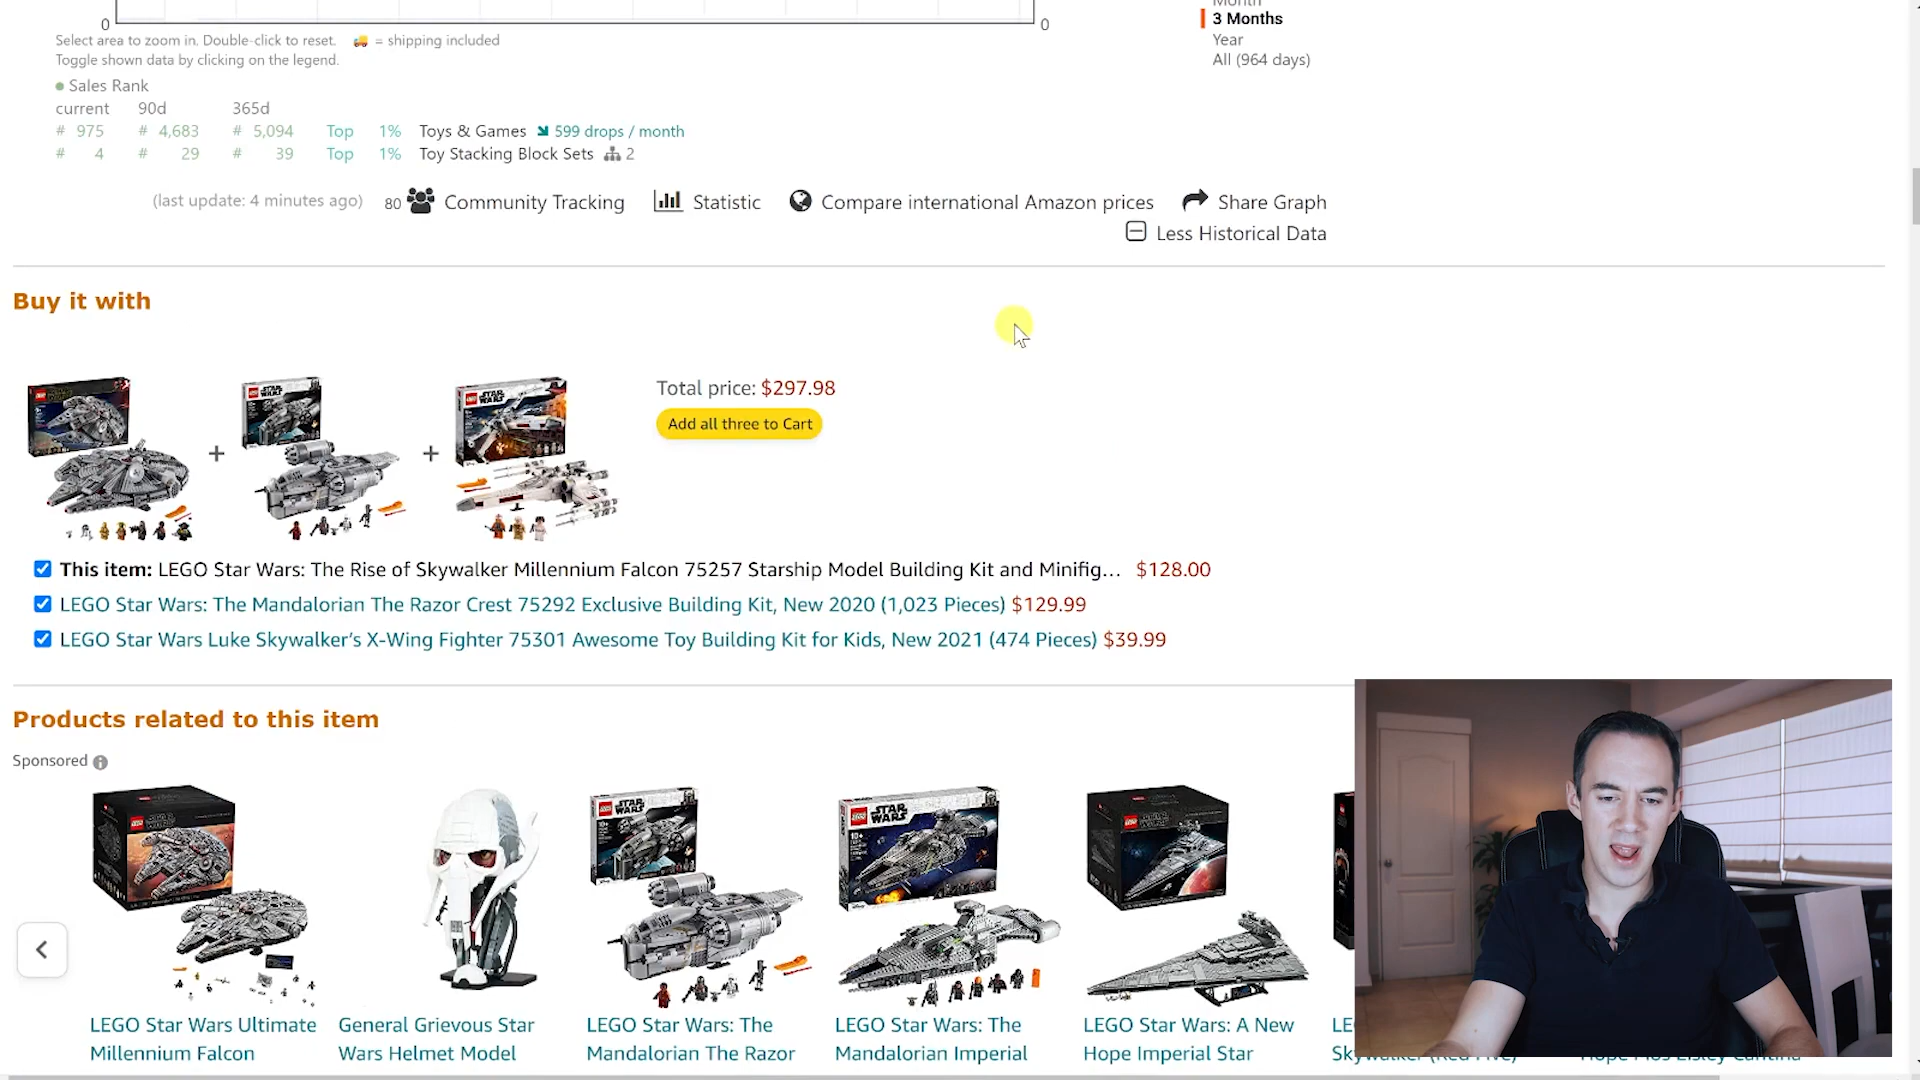 0
0
Month
3 Months
Year
All (964 days)
Select area to zoom in. Double-click to reset. = shipping included
Toggle shown data by clicking on the legend.
Sales Rank
current 90d 365d
# 975 # 4,683 # 5,094 Top 1% Toys & Games 599 drops / month
# 4 # 29 # 39 Top 1% Toy Stacking Block Sets 2
(last update: 4 minutes ago) 80 Community Tracking Statistic Compare international Amazon prices Share Graph
Less Historical Data
Buy it with
Total price: $297.98
Add all three to Cart
+ +
This item: LEGO Star Wars: The Rise of Skywalker Millennium Falcon 75257 Starship Model Building Kit and Minifig… $128.00
LEGO Star Wars: The Mandalorian The Razor Crest 75292 Exclusive Building Kit, New 2020 (1,023 Pieces) $129.99
LEGO Star Wars Luke Skywalker's X-Wing Fighter 75301 Awesome Toy Building Kit for Kids, New 2021 (474 Pieces) $39.99
Products related to this item
Sponsored
LEGO Star Wars Ultimate
Millennium Falcon
General Grievous Star
Wars Helmet Model
LEGO Star Wars: The
Mandalorian The Razor
LEGO Star Wars: The
Mandalorian Imperial
LEGO Star Wars: A New
Hope Imperial Star